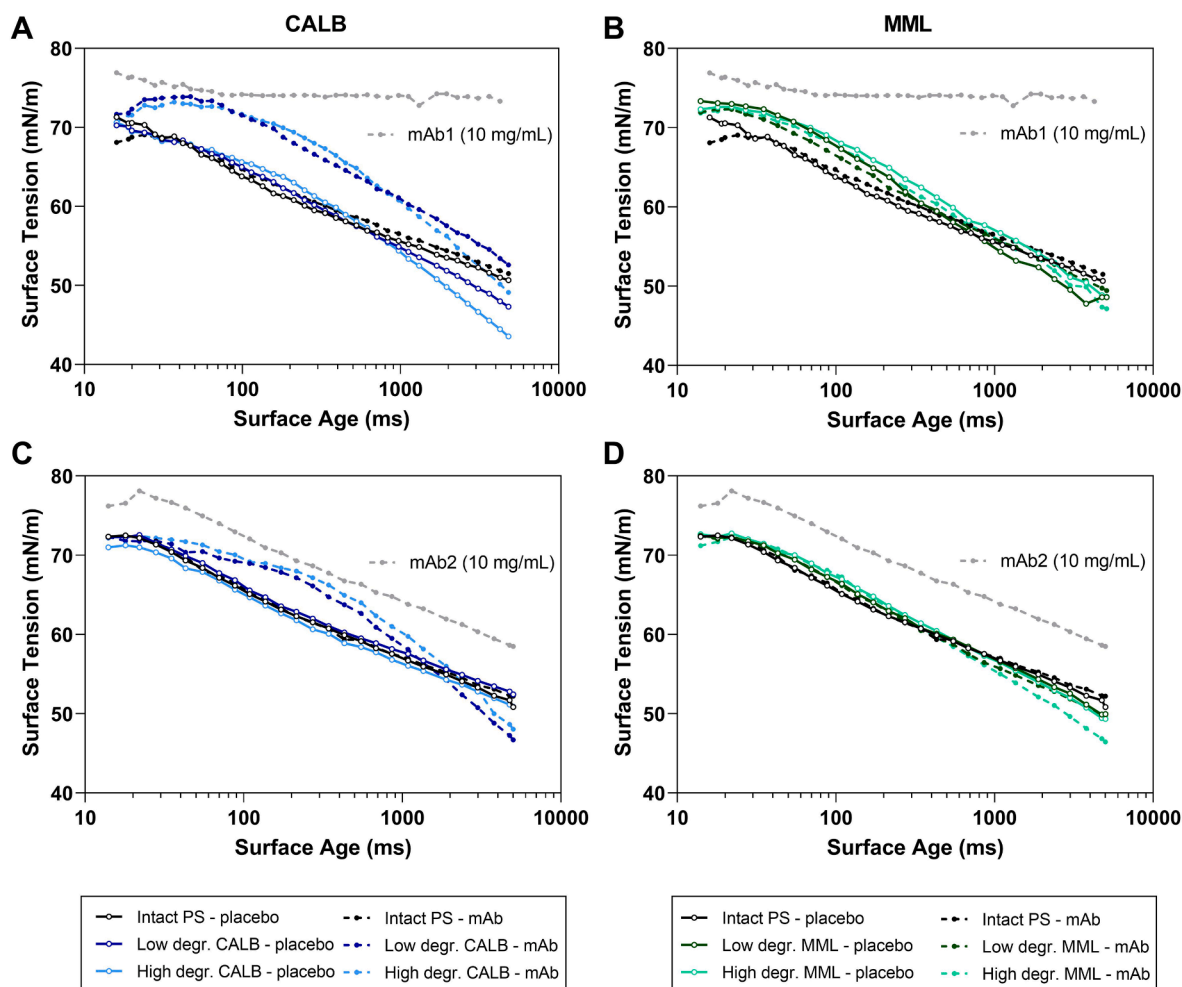 A
CALB
80
70
60
50
40
Surface Tension (mN/m)
mAb1 (10 mg/mL)
10
100
1000
10000
Surface Age (ms)
B
MML
80
70
60
50
40
Surface Tension (mN/m)
mAb1 (10 mg/mL)
10
100
1000
10000
Surface Age (ms)
C
80
70
60
50
40
Surface Tension (mN/m)
mAb2 (10 mg/mL)
10
100
1000
10000
Surface Age (ms)
D
80
70
60
50
40
Surface Tension (mN/m)
mAb2 (10 mg/mL)
10
100
1000
10000
Surface Age (ms)
Intact PS - placebo
Intact PS - mAb
Low degr. CALB - placebo
Low degr. CALB - mAb
High degr. CALB - placebo
High degr. CALB - mAb
Intact PS - placebo
Intact PS - mAb
Low degr. MML - placebo
Low degr. MML - mAb
High degr. MML - placebo
High degr. MML - mAb